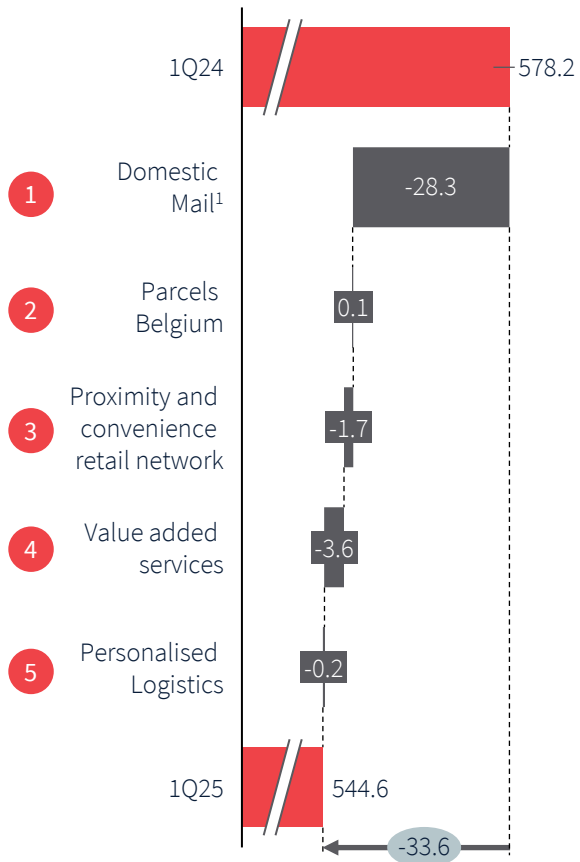 1Q24
578.2
1
Domestic
Mail¹
-28.3
2
Parcels
Belgium
0.1
3
Proximity and
convenience
retail network
-1.7
4
Value added
services
-3.6
5
Personalised
Logistics
-0.2
1Q25
544.6
-33.6